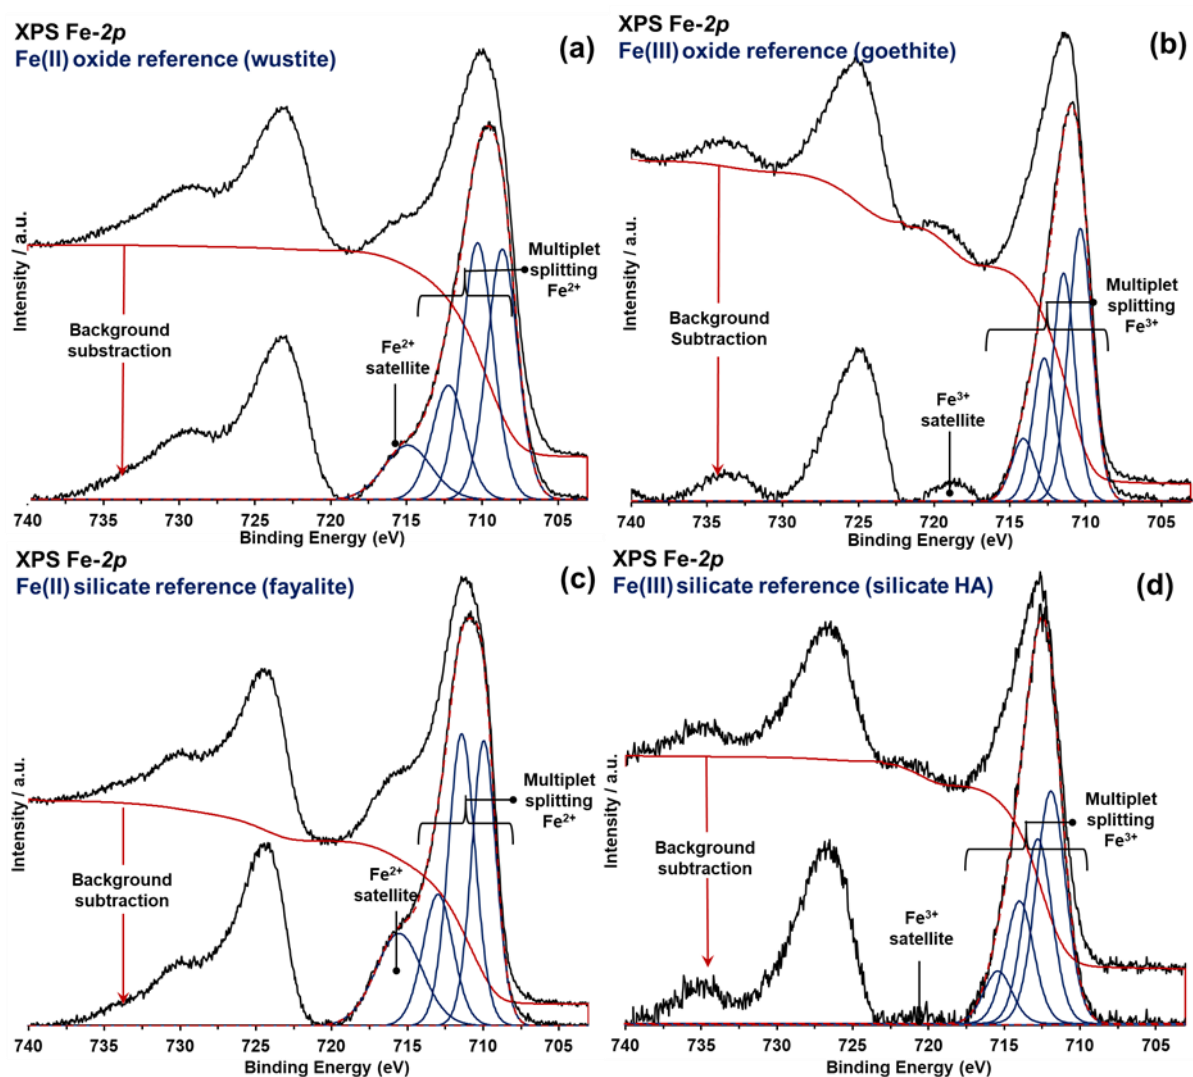 XPS Fe-2p
Fe(II) oxide reference (wustite)
(a)
Intensity / a.u.
Background
substraction
Fe2+
satellite
Multiplet
splitting
Fe2+
740 735 730 725 720 715 710 705
Binding Energy (eV)
XPS Fe-2p
Fe(III) oxide reference (goethite)
(b)
Intensity / a.u.
Background
Subtraction
Fe3+
satellite
Multiplet
splitting
Fe3+
740 735 730 725 720 715 710 705
Binding Energy (eV)
XPS Fe-2p
Fe(II) silicate reference (fayalite)
(c)
Intensity / a.u.
Background
subtraction
Fe2+
satellite
Multiplet
splitting
Fe2+
740 735 730 725 720 715 710 705
Binding Energy (eV)
XPS Fe-2p
Fe(III) silicate reference (silicate HA)
(d)
Intensity / a.u.
Background
subtraction
Fe3+
satellite
Multiplet
splitting
Fe3+
740 735 730 725 720 715 710 705
Binding Energy (eV)